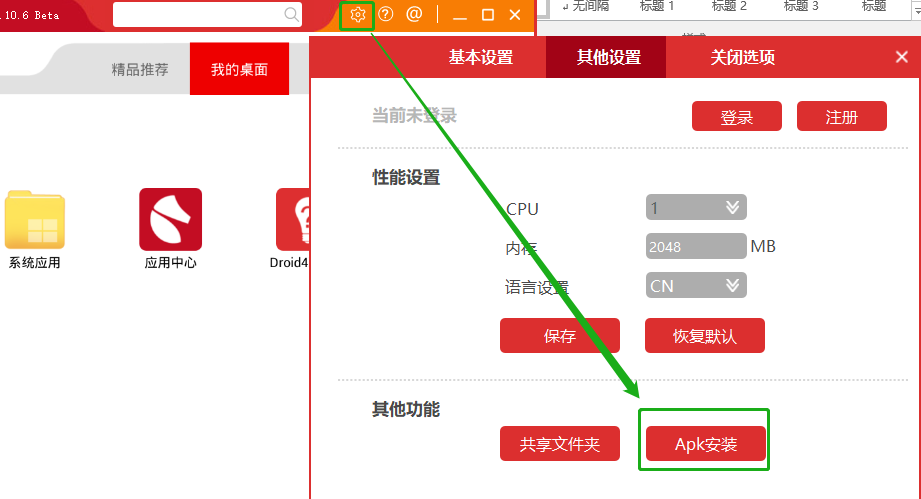 10.6 Beta
无间隔 标题 1 标题 2 标题 3 标题
精品推荐 我的桌面
系统应用
应用中心
Droid4
基本设置 其他设置 关闭选项
当前未登录 登录 注册
性能设置
CPU 1
内存 2048 MB
语言设置 CN
保存 恢复默认
其他功能
共享文件夹 Apk安装